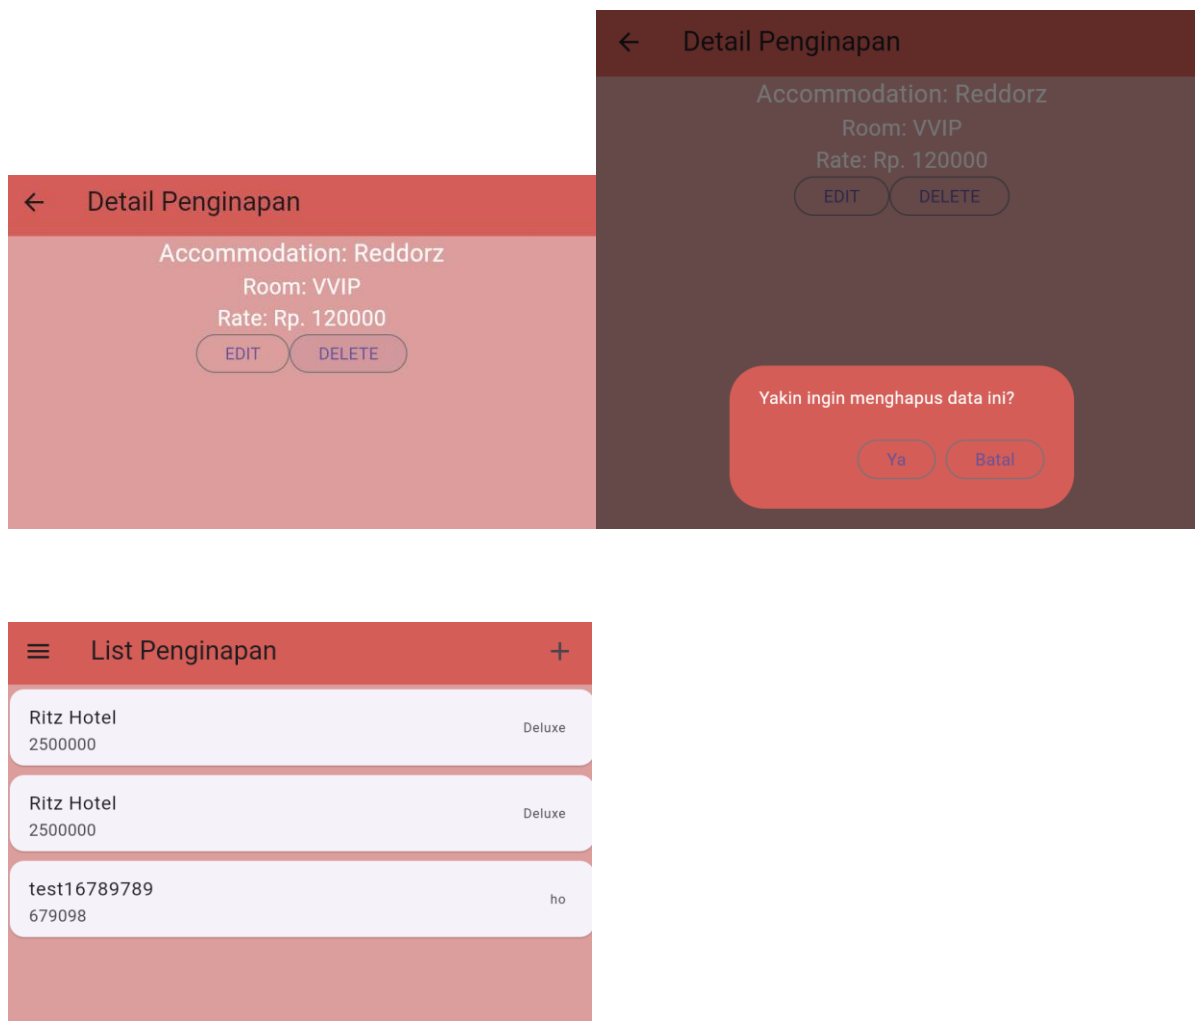 Detail Penginapan
Accommodation: Reddorz
Room: VVIP
Rate: Rp. 120000
EDIT DELETE
Detail Penginapan
Accommodation: Reddorz
Room: VVIP
Rate: Rp. 120000
EDIT DELETE
Yakin ingin menghapus data ini?
Ya Batal
List Penginapan
Ritz Hotel
2500000
Deluxe
Ritz Hotel
2500000
Deluxe
test16789789
679098
ho